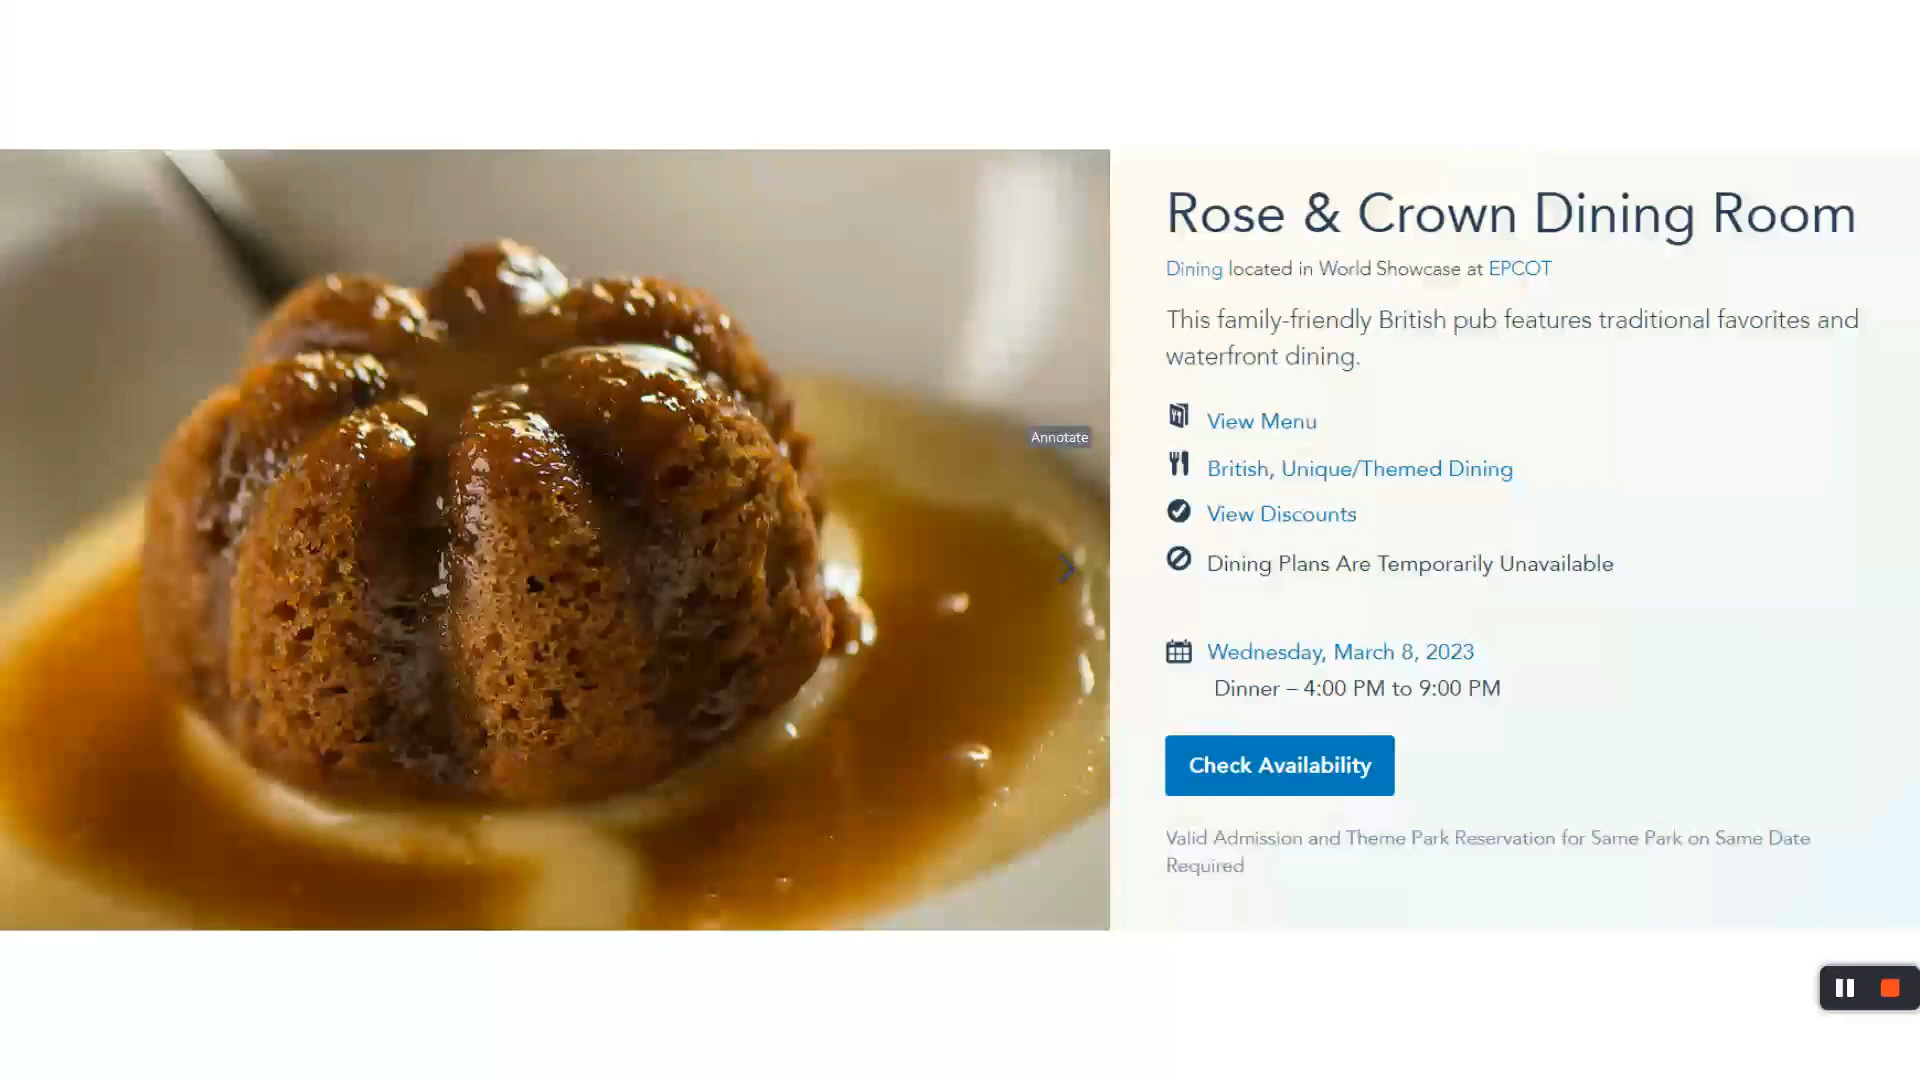 Rose & Crown Dining Room
Dining located in World Showcase at EPCOT
This family-friendly British pub features traditional favorites and
waterfront dining.
Annotate
View Menu
British, Unique/Themed Dining
View Discounts
Dining Plans Are Temporarily Unavailable
Wednesday, March 8, 2023
Dinner – 4:00 PM to 9:00 PM
Check Availability
Valid Admission and Theme Park Reservation for Same Park on Same Date
Required